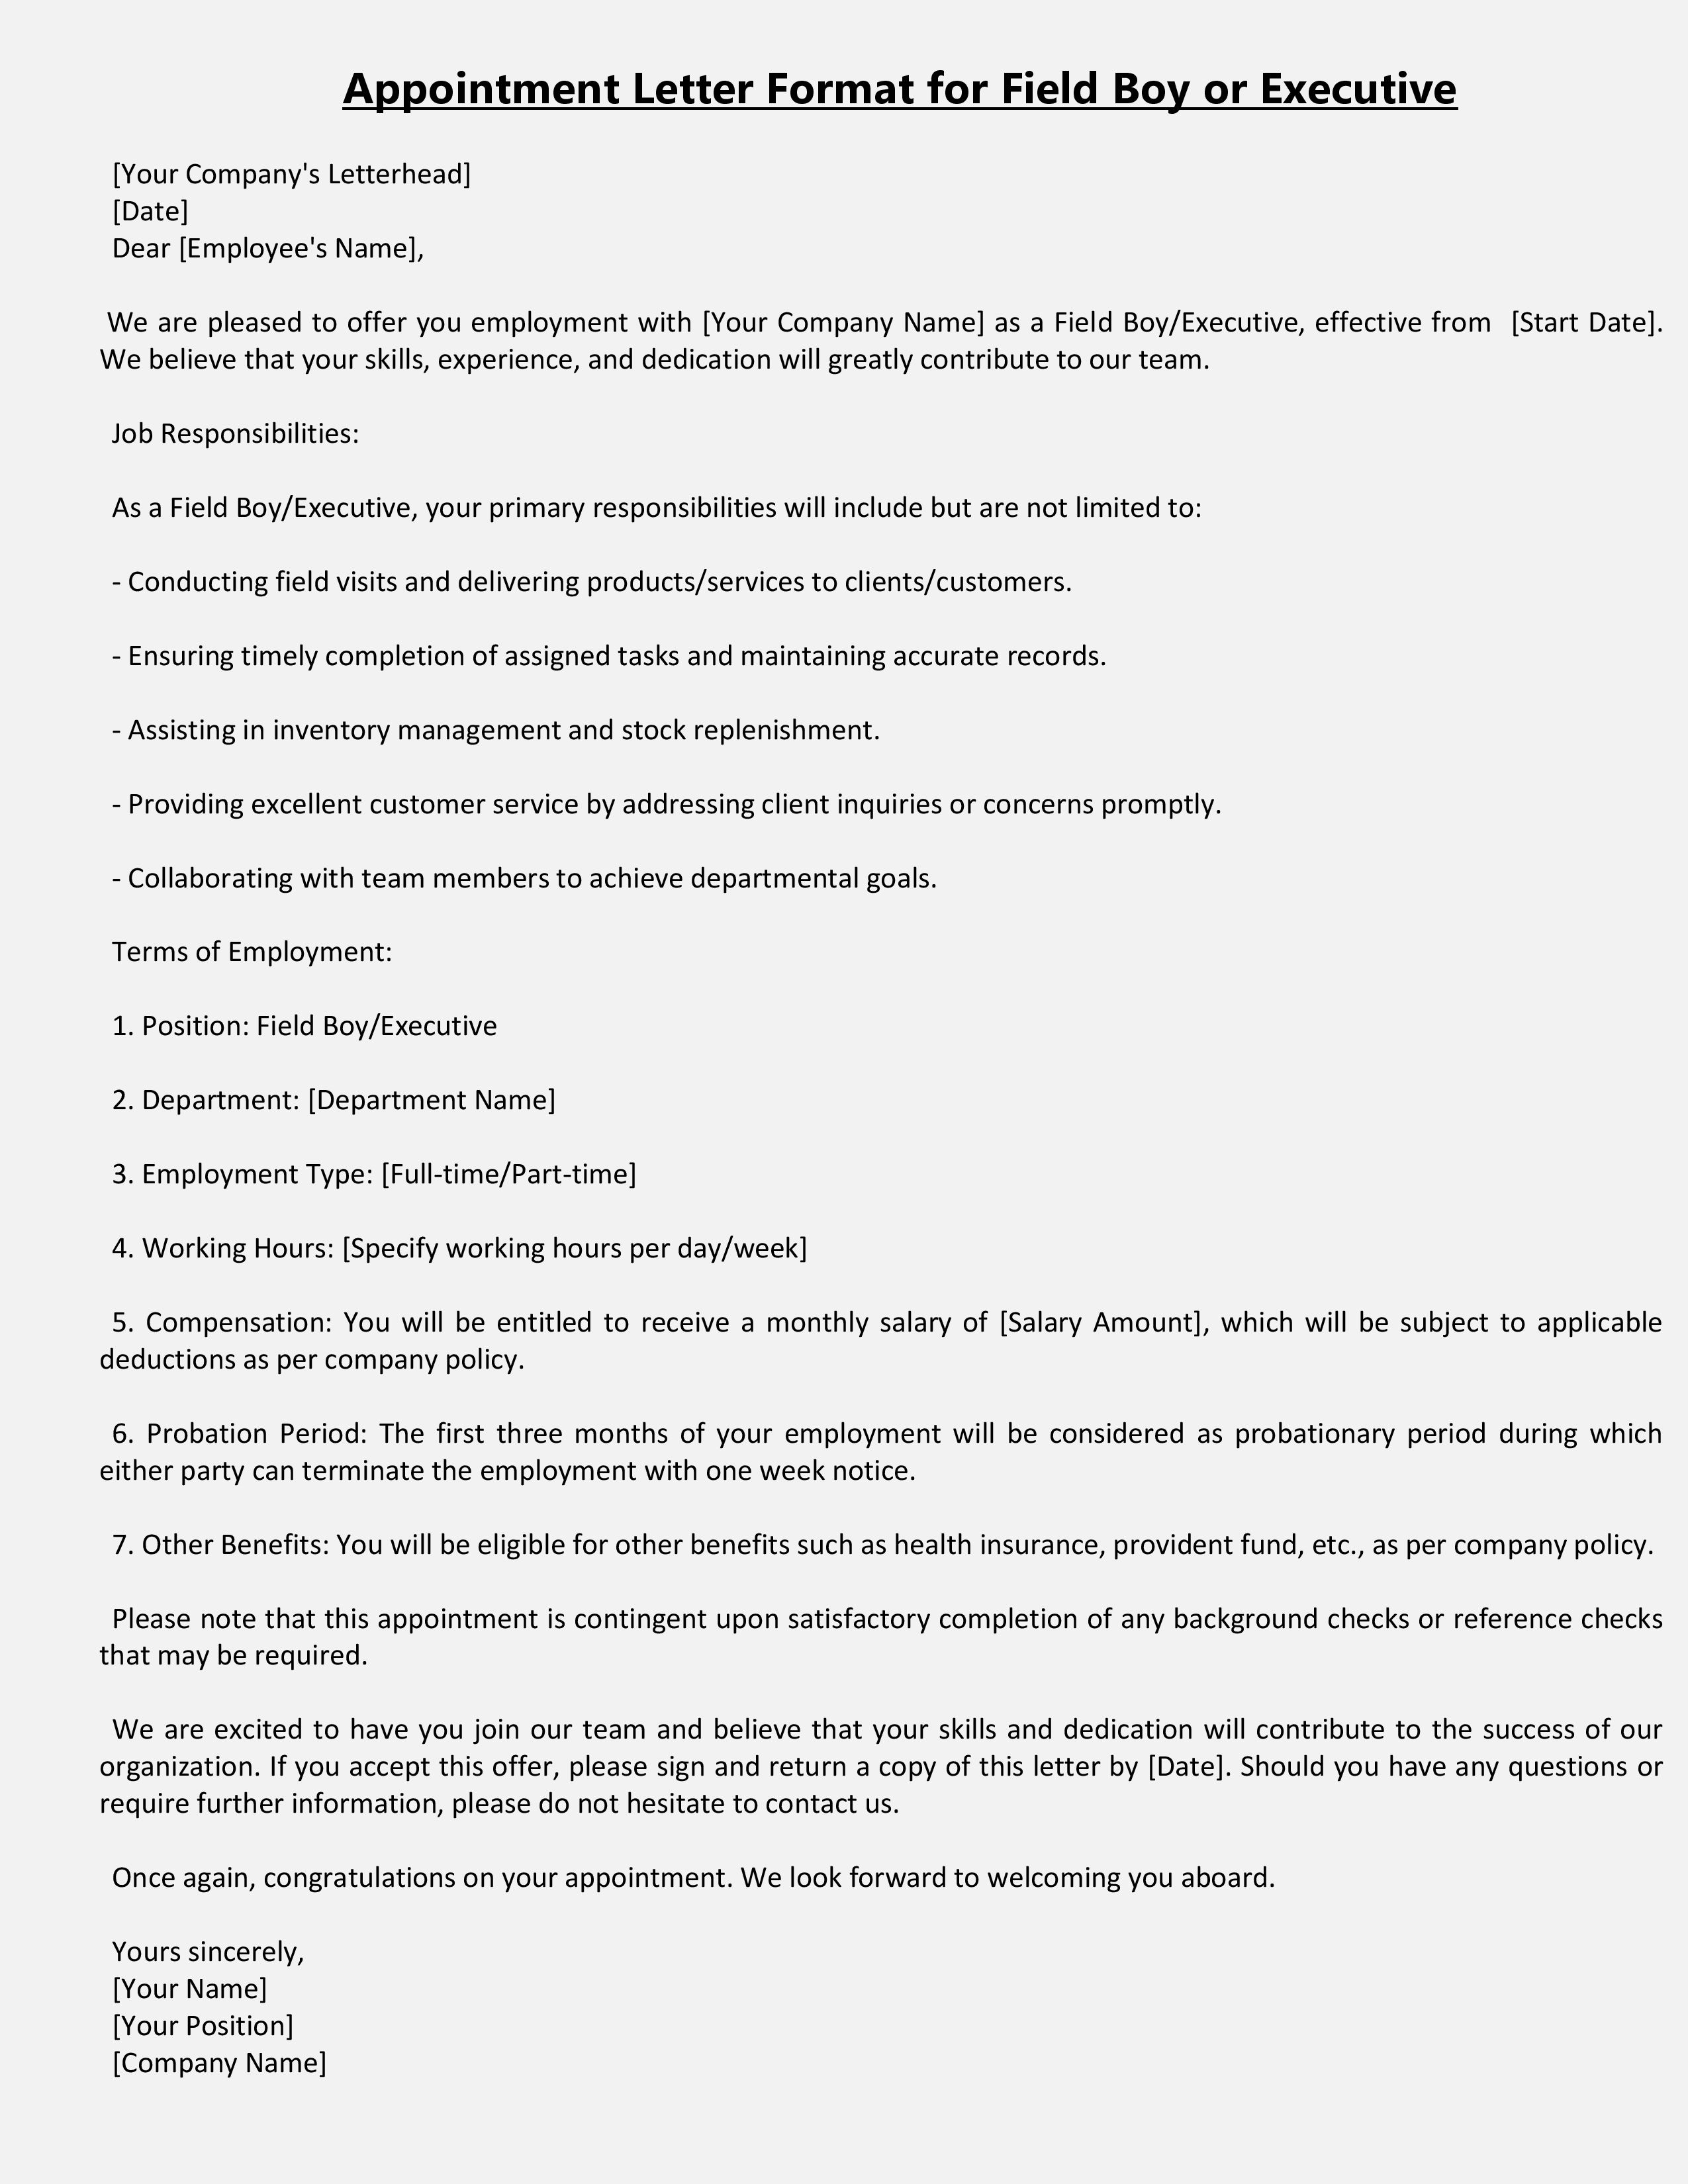 Appointment Letter Format for Field Boy or Executive
[Your Company's Letterhead]
[Date]
Dear [Employee's Name],
We are pleased to offer you employment with [Your Company Name] as a Field Boy/Executive, effective from [Start Date].
We believe that your skills, experience, and dedication will greatly contribute to our team.
Job Responsibilities:
As a Field Boy/Executive, your primary responsibilities will include but are not limited to:
- Conducting field visits and delivering products/services to clients/customers.
- Ensuring timely completion of assigned tasks and maintaining accurate records.
- Assisting in inventory management and stock replenishment.
- Providing excellent customer service by addressing client inquiries or concerns promptly.
- Collaborating with team members to achieve departmental goals.
Terms of Employment:
1. Position: Field Boy/Executive
2. Department: [Department Name]
3. Employment Type: [Full-time/Part-time]
4. Working Hours: [Specify working hours per day/week]
5. Compensation: You will be entitled to receive a monthly salary of [Salary Amount], which will be subject to applicable
deductions as per company policy.
6. Probation Period: The first three months of your employment will be considered as probationary period during which
either party can terminate the employment with one week notice.
7. Other Benefits: You will be eligible for other benefits such as health insurance, provident fund, etc., as per company policy.
Please note that this appointment is contingent upon satisfactory completion of any background checks or reference checks
that may be required.
We are excited to have you join our team and believe that your skills and dedication will contribute to the success of our
organization. If you accept this offer, please sign and return a copy of this letter by [Date]. Should you have any questions or
require further information, please do not hesitate to contact us.
Once again, congratulations on your appointment. We look forward to welcoming you aboard.
Yours sincerely,
[Your Name]
[Your Position]
[Company Name]